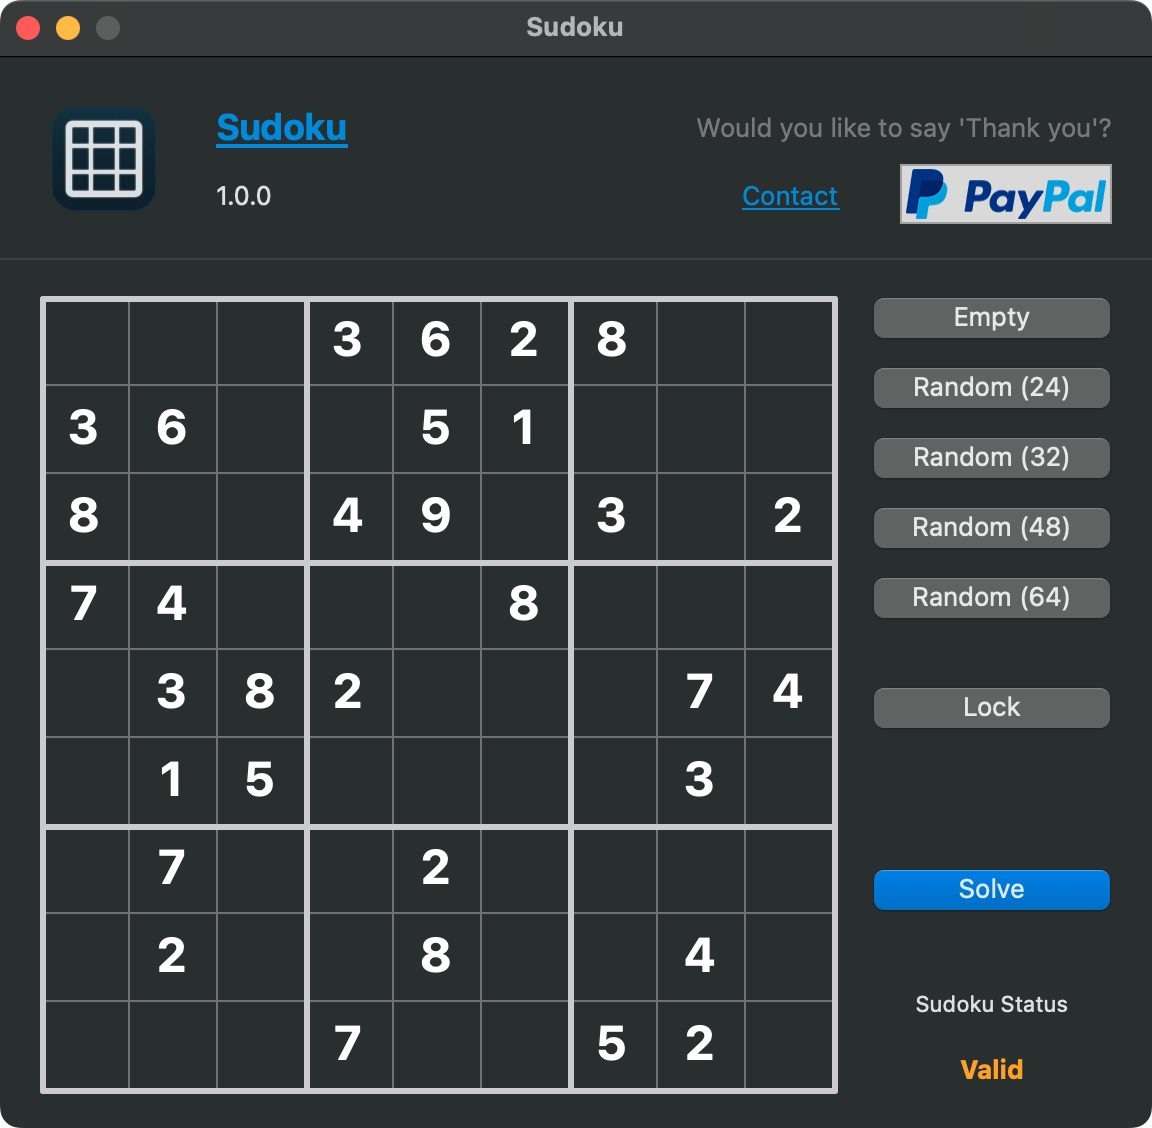 Sudoku
Sudoku
Would you like to say 'Thank you'?
1.0.0
Contact
PayPal
3 6 2 8
3 6 5 1
8 4 9 3 2
7 4 8
3 8 2 7 4
1 5 3
7 2
2 8 4
7 5 2
Empty
Random (24)
Random (32)
Random (48)
Random (64)
Lock
Solve
Sudoku Status
Valid